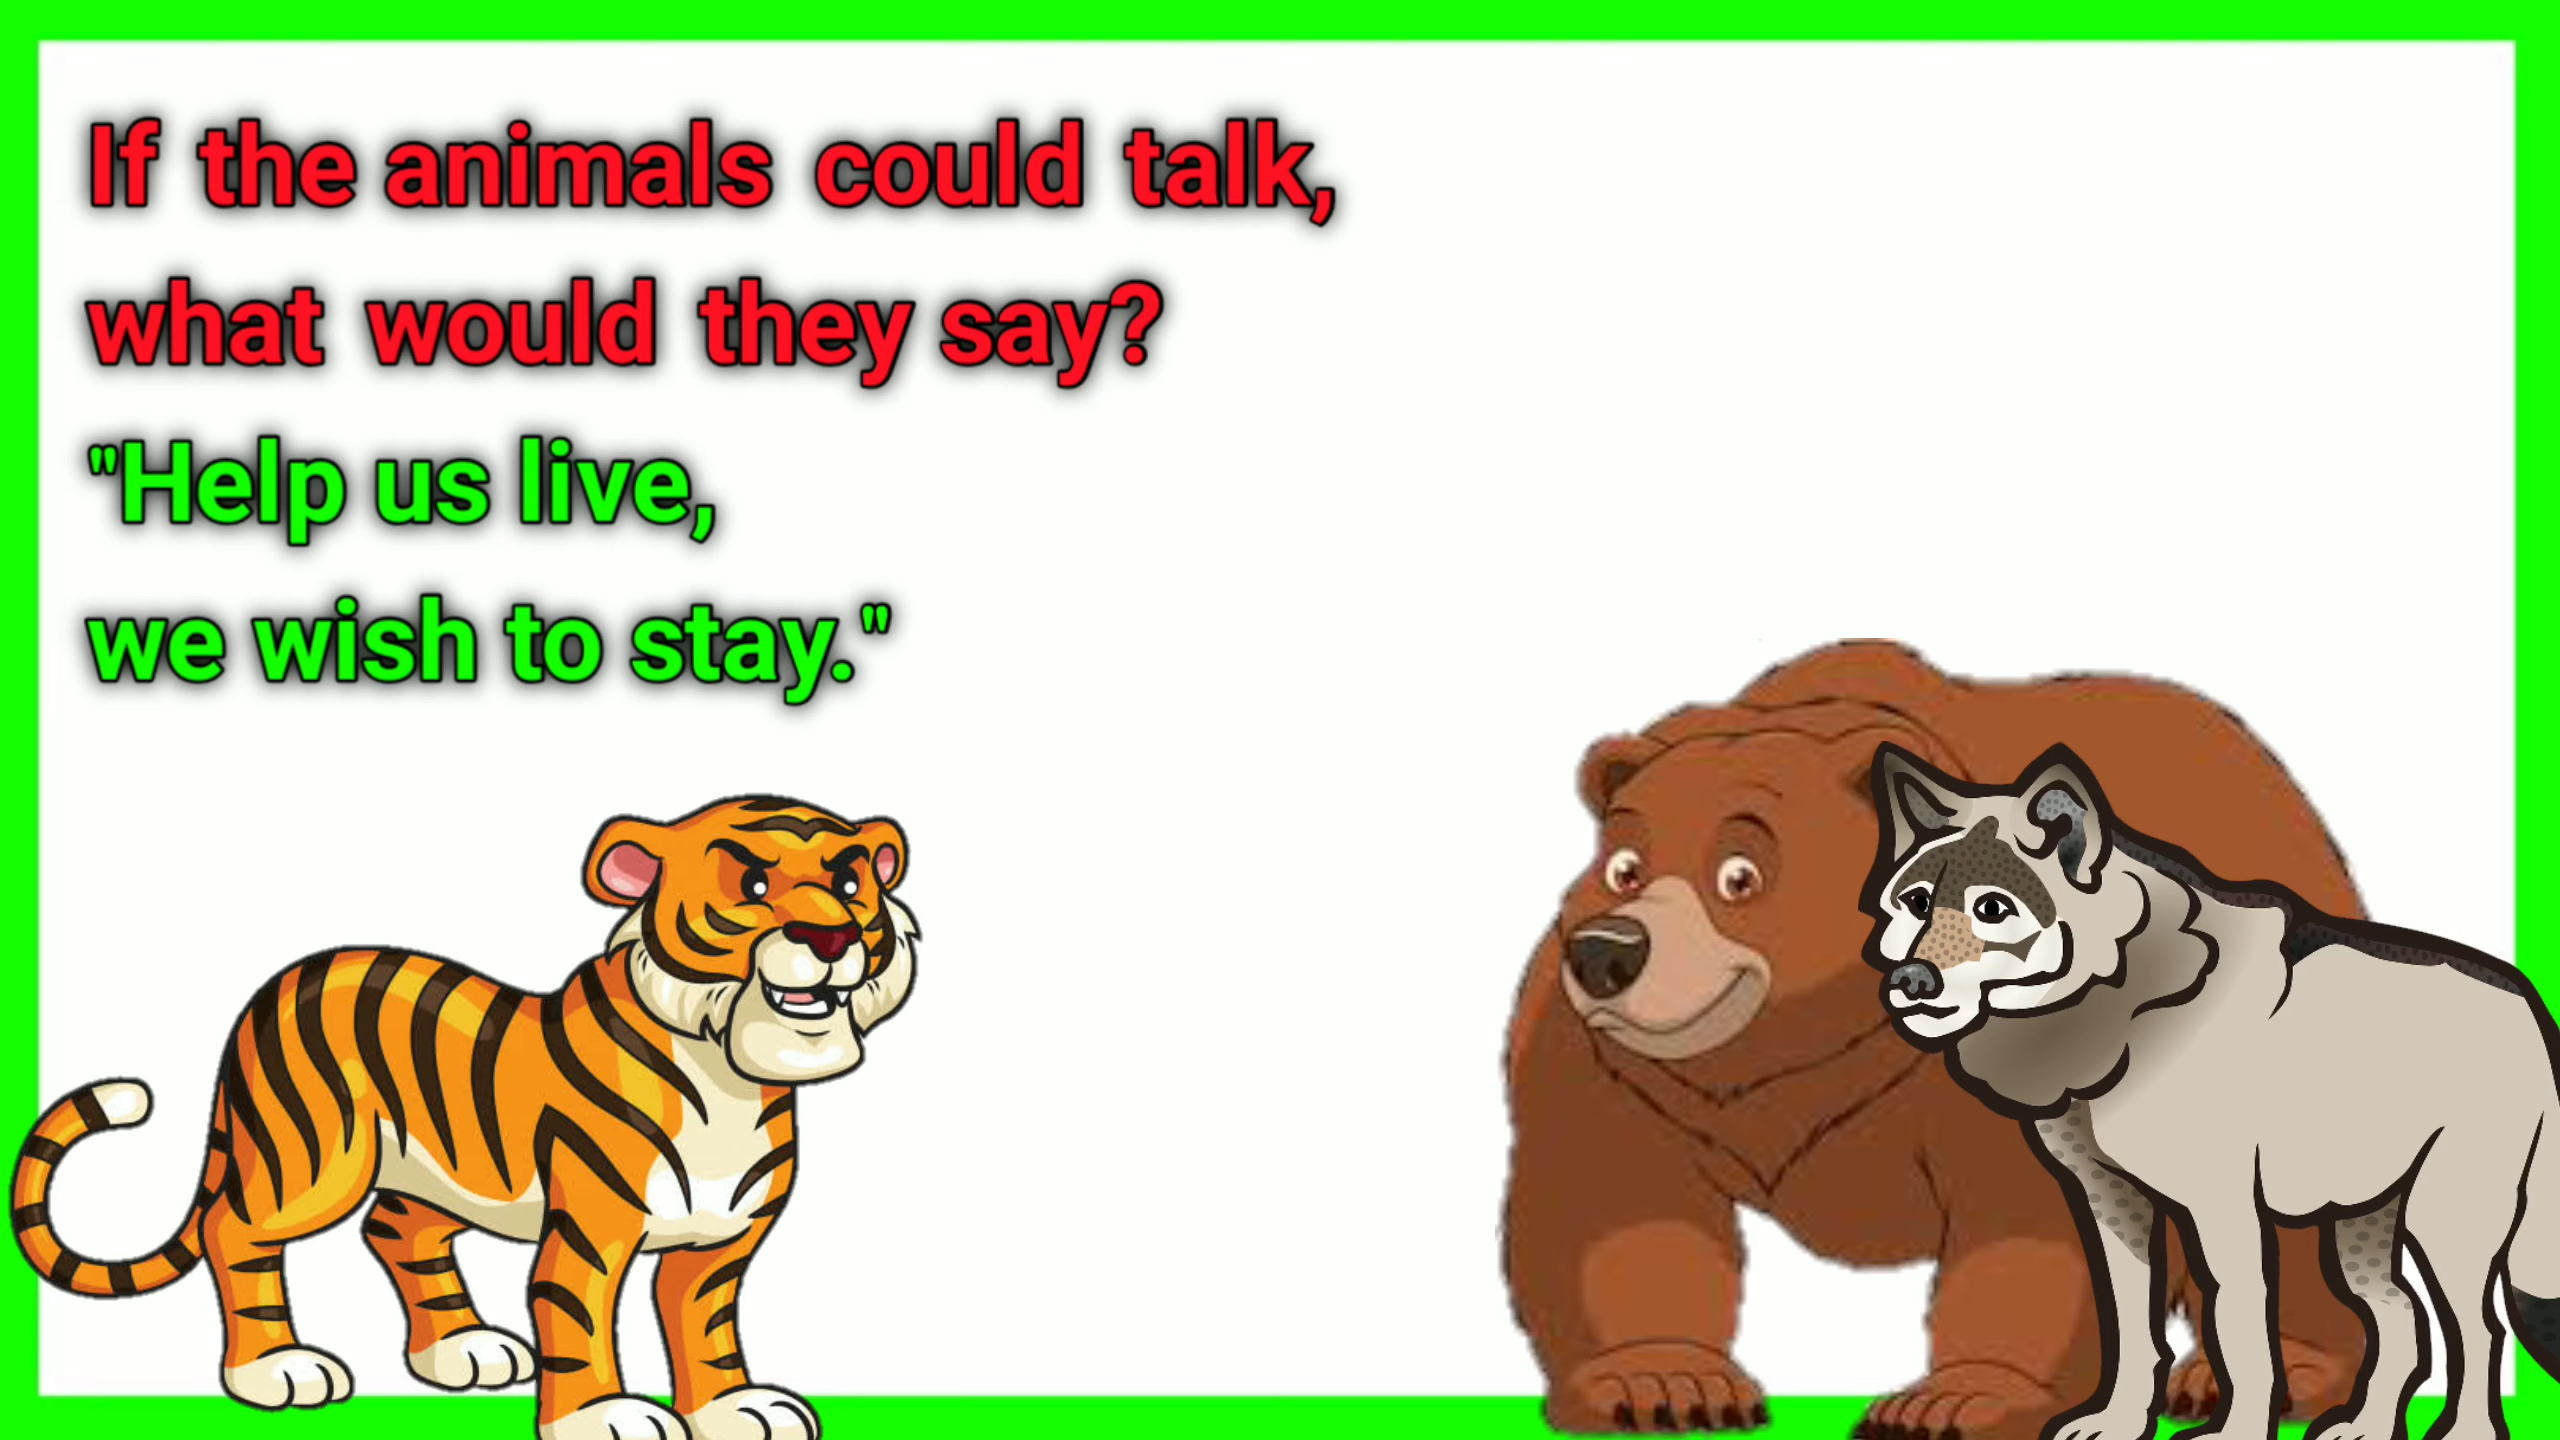 If the animals could talk,
what would they say?
"Help us live,
we wish to stay."